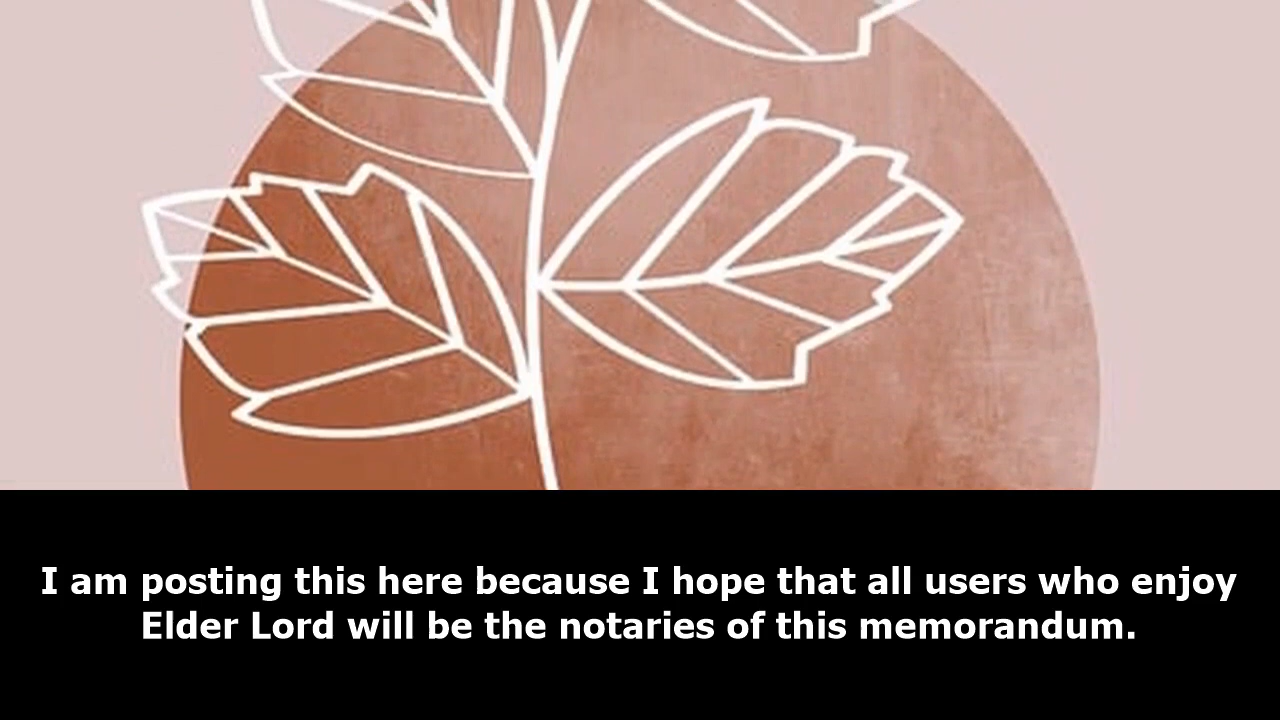 I am posting this here because I hope that all users who enjoy
Elder Lord will be the notaries of this memorandum.